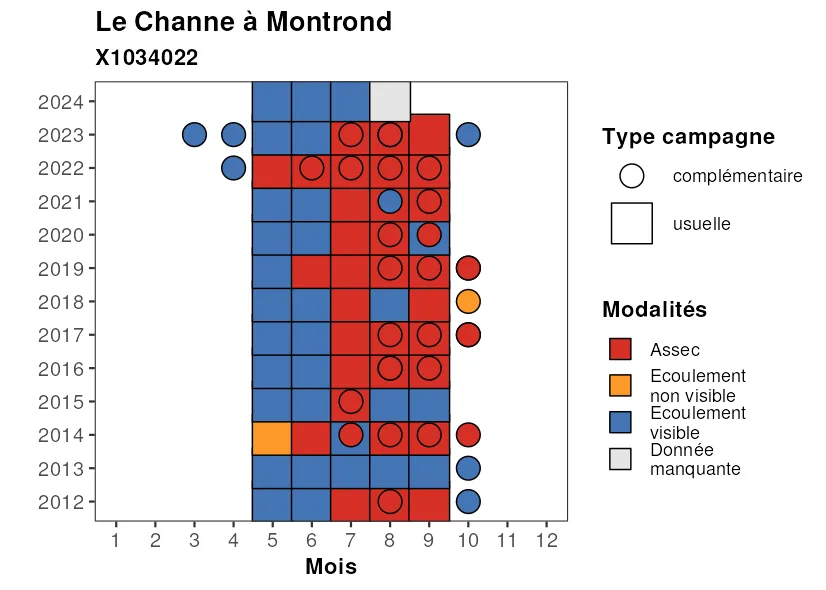 Le Channe à Montrond
X1034022
2024
2023
2022
2021
2020
2019
2018
2017
2016
2015
2014
2013
2012
1 2 3 4 5 6 7 8 9 10 11 12
Mois
Type campagne
complémentaire
usuelle
Modalités
Assec
Ecoulement
non visible
Ecoulement
visible
Donnée
manquante